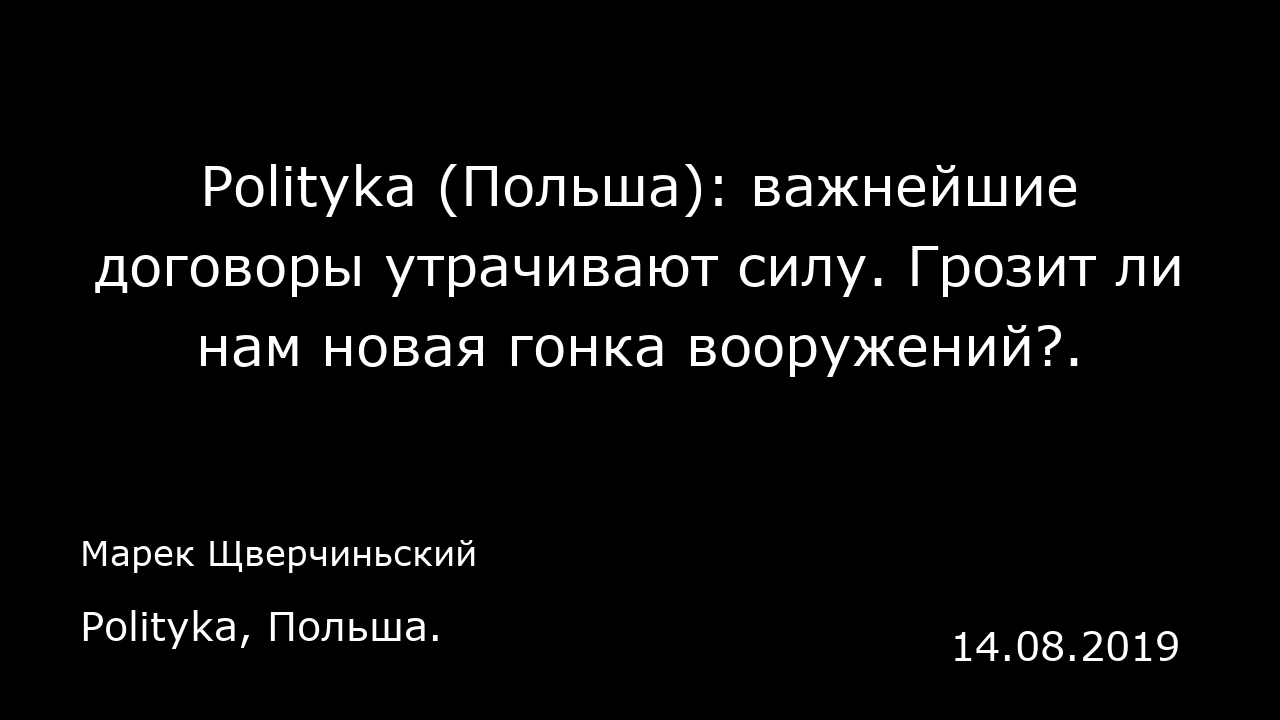 Polityka (Польша): важнейшие
договоры утрачивают силу. Грозит ли
нам новая гонка вооружений?.
Марек Щверчиньский
Polityka, Польша.
14.08.2019